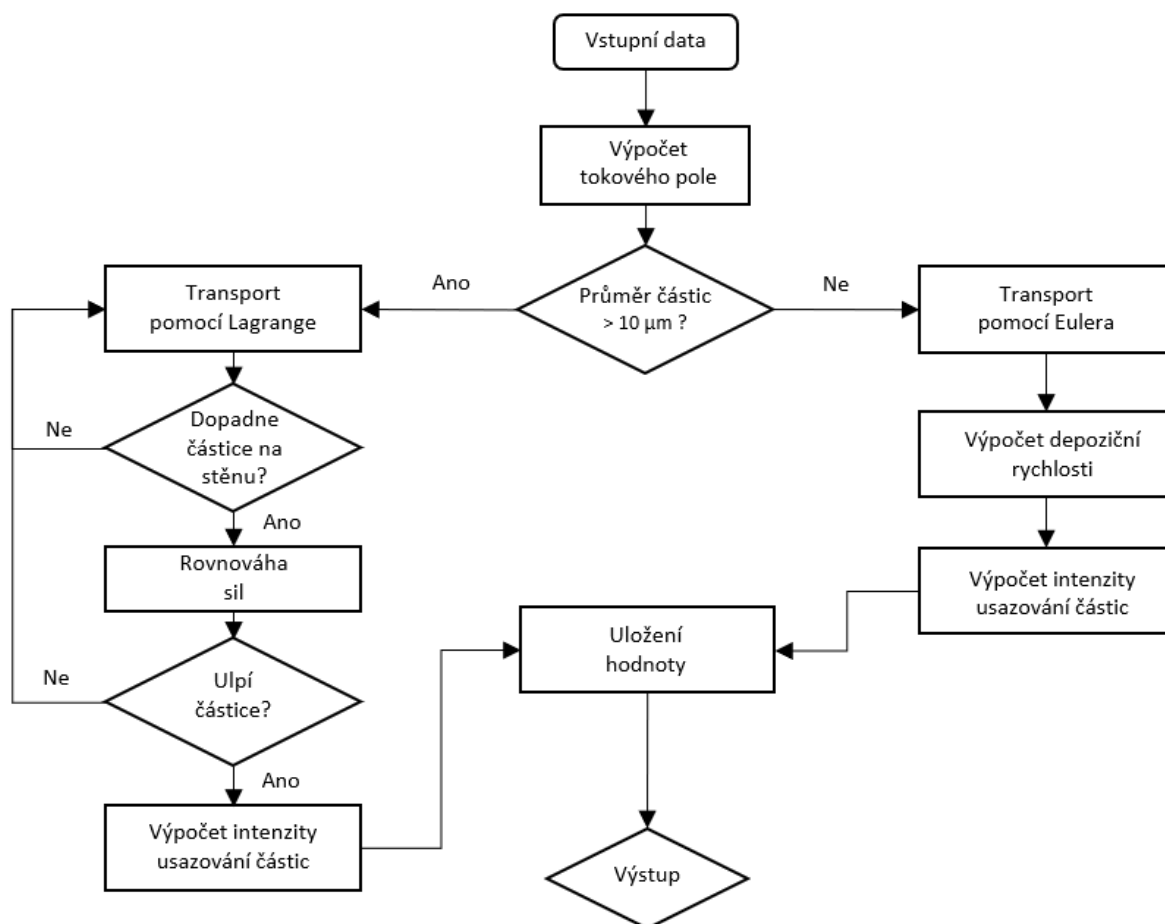 Vstupní data
Výpočet
tokového pole
Průměr částic
> 10 µm ?
Ano
Ne
Transport
pomocí Lagrange
Transport
pomocí Eulera
Dopadne
částice na
stěnu?
Ne
Ano
Výpočet depoziční
rychlosti
Rovnováha
sil
Výpočet intenzity
usazování částic
Ulpí
částice?
Ne
Ano
Uložení
hodnoty
Výpočet intenzity
usazování částic
Výstup